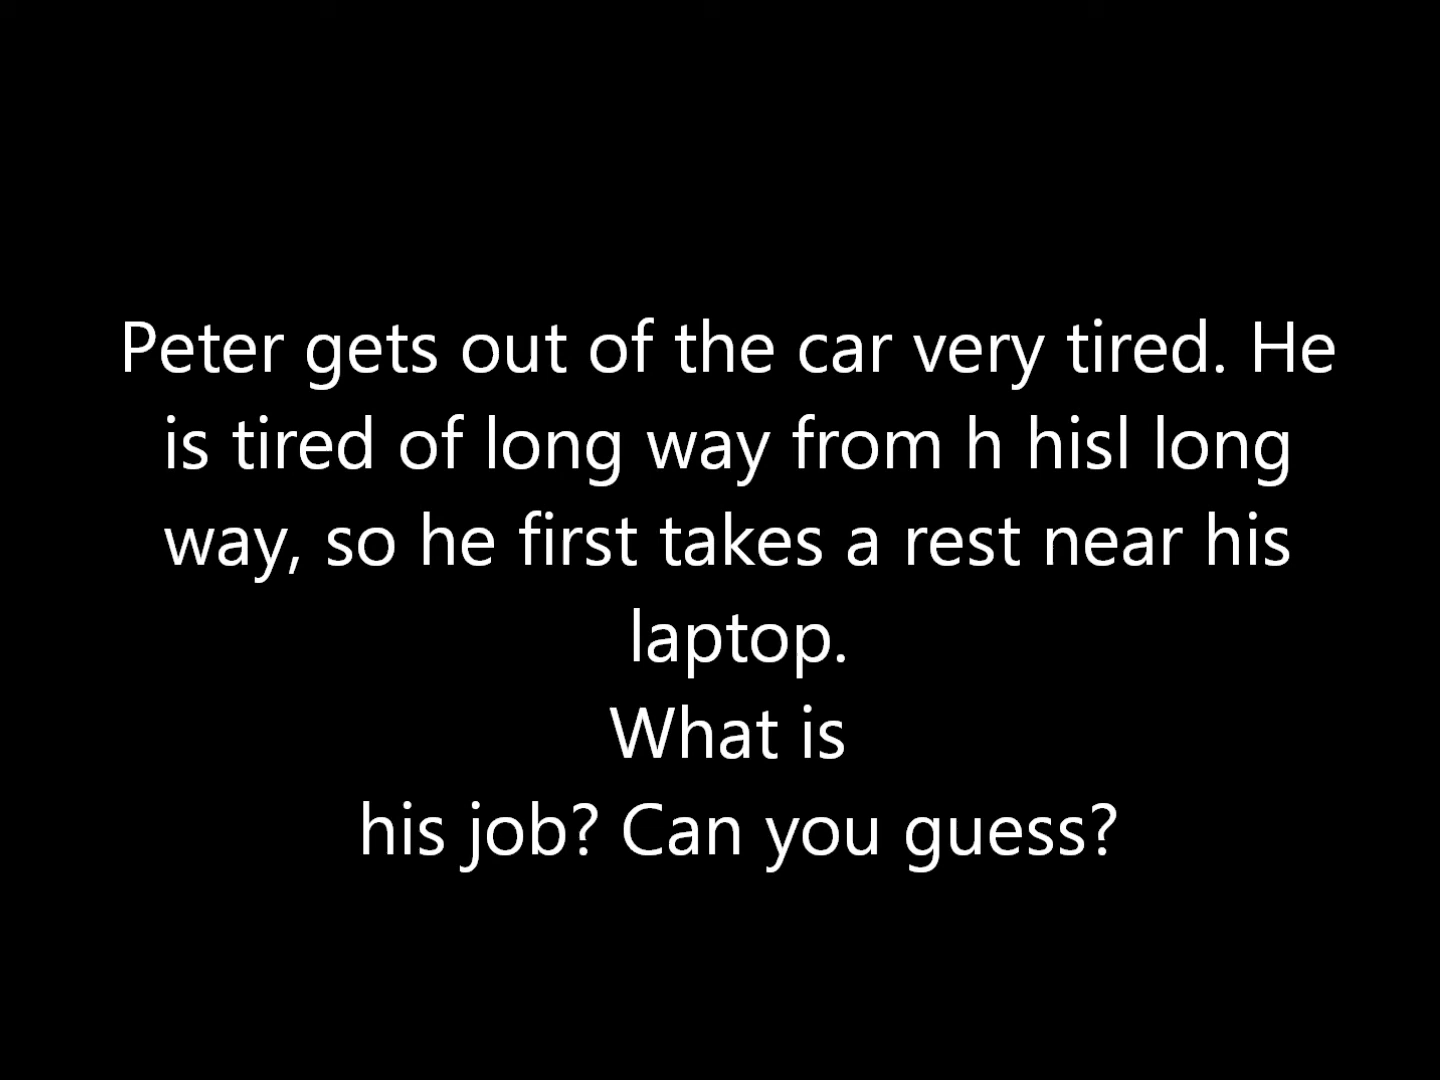 Peter gets out of the car very tired. He
is tired of long way from h hisl long
way, so he first takes a rest near his
laptop.
What is
his job? Can you guess?